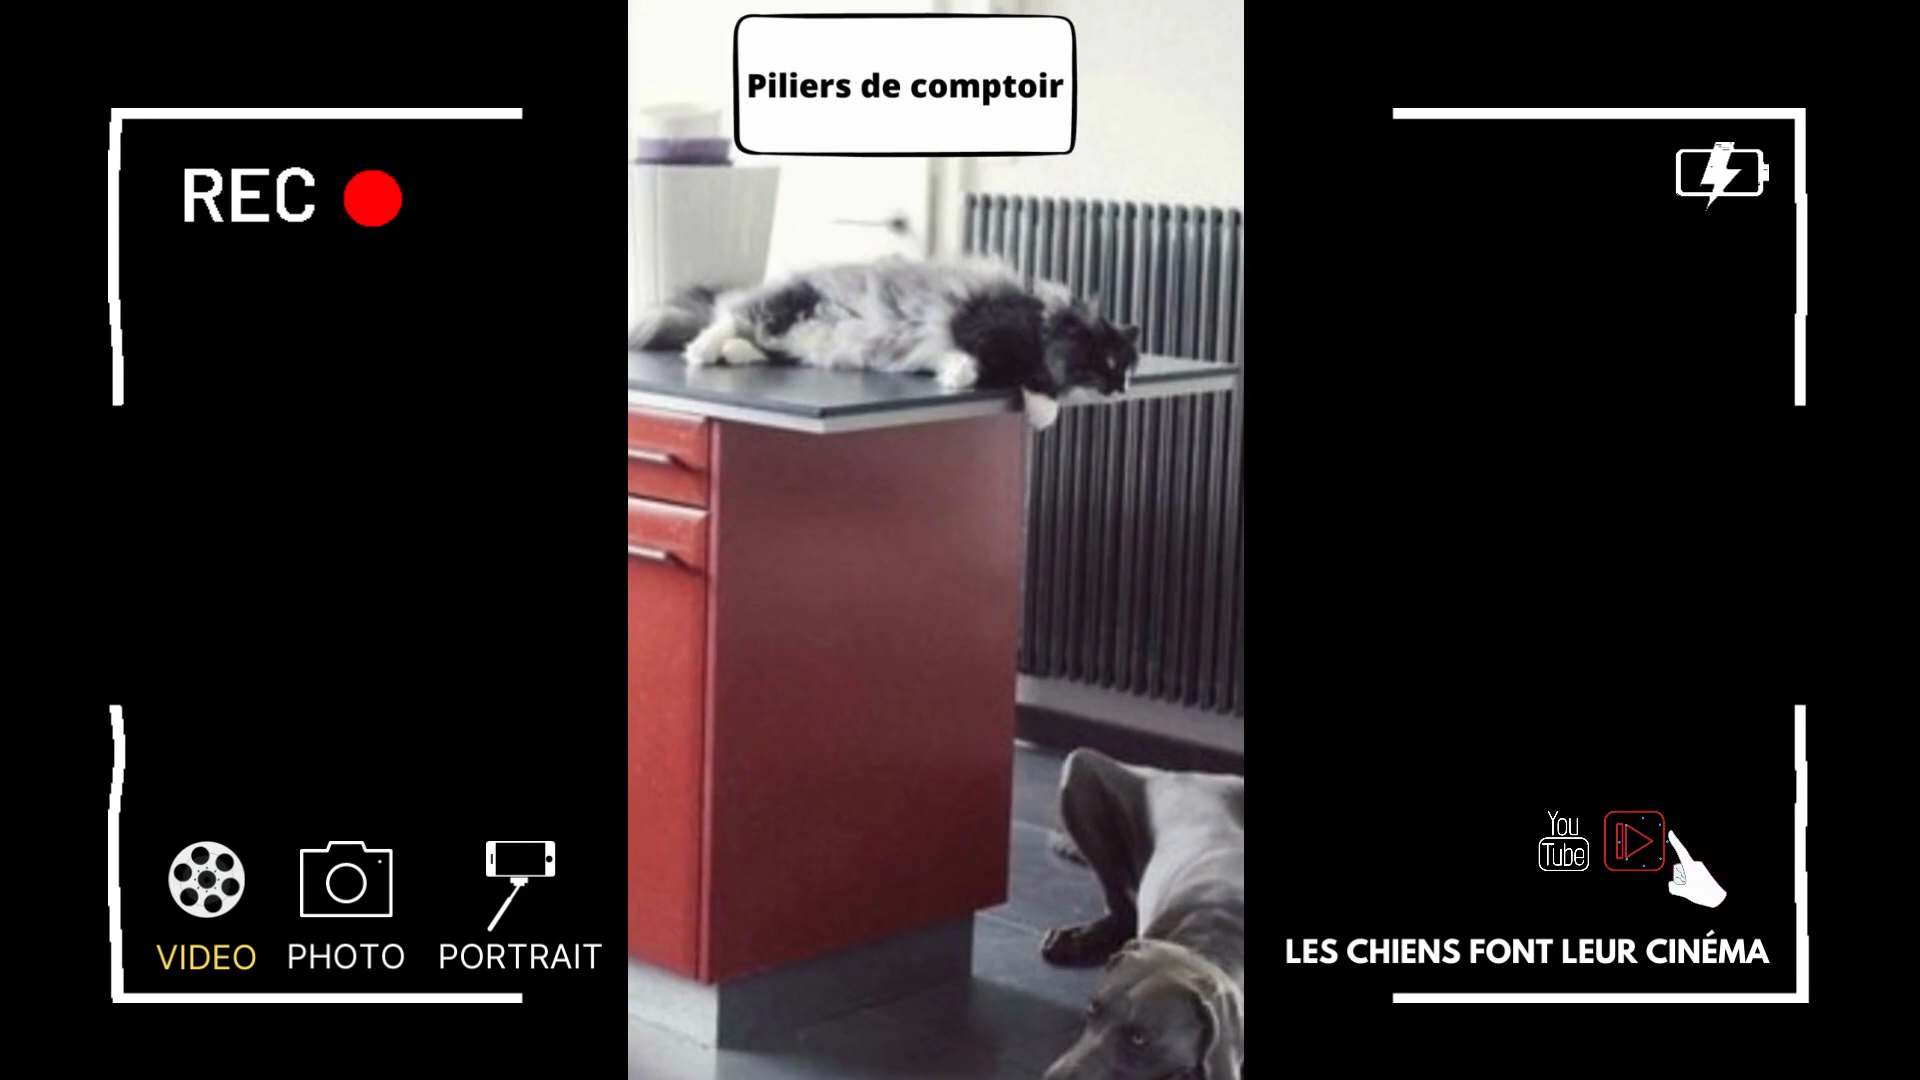 Piliers de comptoir
REC
VIDEO
PHOTO
PORTRAIT
You
Tube
LES CHIENS FONT LEUR CINÉMA